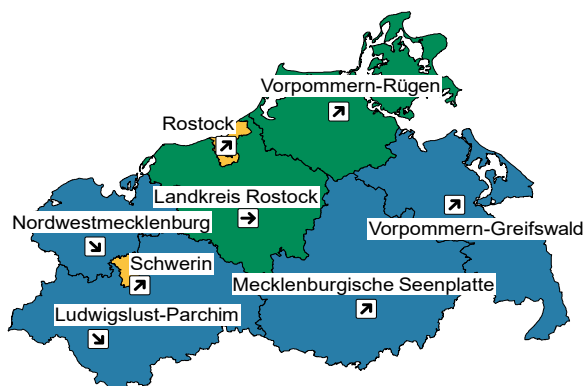 Vorpommern-Rügen
Rostock
Landkreis Rostock
Nordwestmecklenburg
Vorpommern-Greifswald
Schwerin
Mecklenburgische Seenplatte
Ludwigslust-Parchim